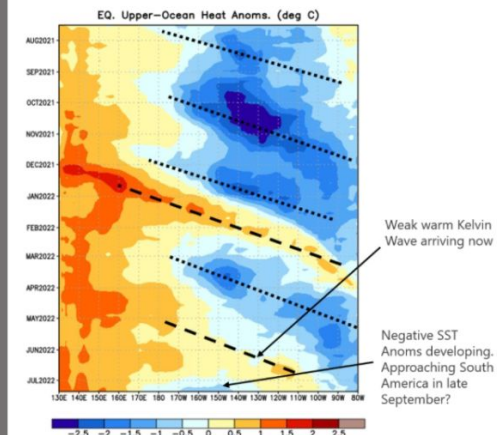 EQ. Upper-Ocean Heat Anoms. (deg C)
AUG2021
SEP2021
OCT2021
NOV2021
DEC2021
JAN2022
FEB2022
MAR2022
APR2022
MAY2022
JUN2022
JUL2022
130E 140E 150E 160E 170E 180 170W 160W 150W 140W 130W 120W 110W 100W 90W 80W
-2.5 -2 -1.5 -1 -0.5 0 0.5 1 1.5 2 2.5
Weak warm Kelvin
Wave arriving now
Negative SST
Anoms developing.
Approaching South
America in late
September?